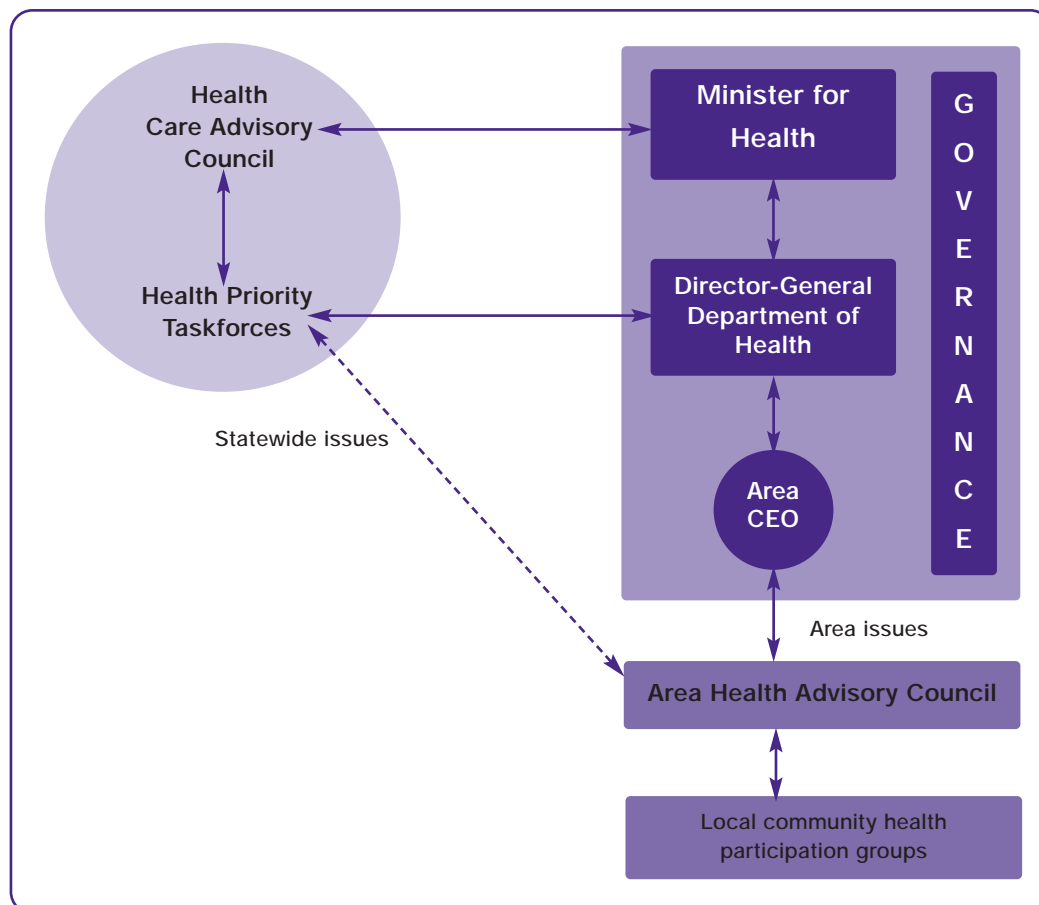 Health
Care Advisory
Council
Health Priority
Taskforces
Minister for
Health
Director-General
Department of
Health
Area
CEO
G
O
V
E
R
N
A
N
C
E
Statewide issues
Area issues
Area Health Advisory Council
Local community health
participation groups